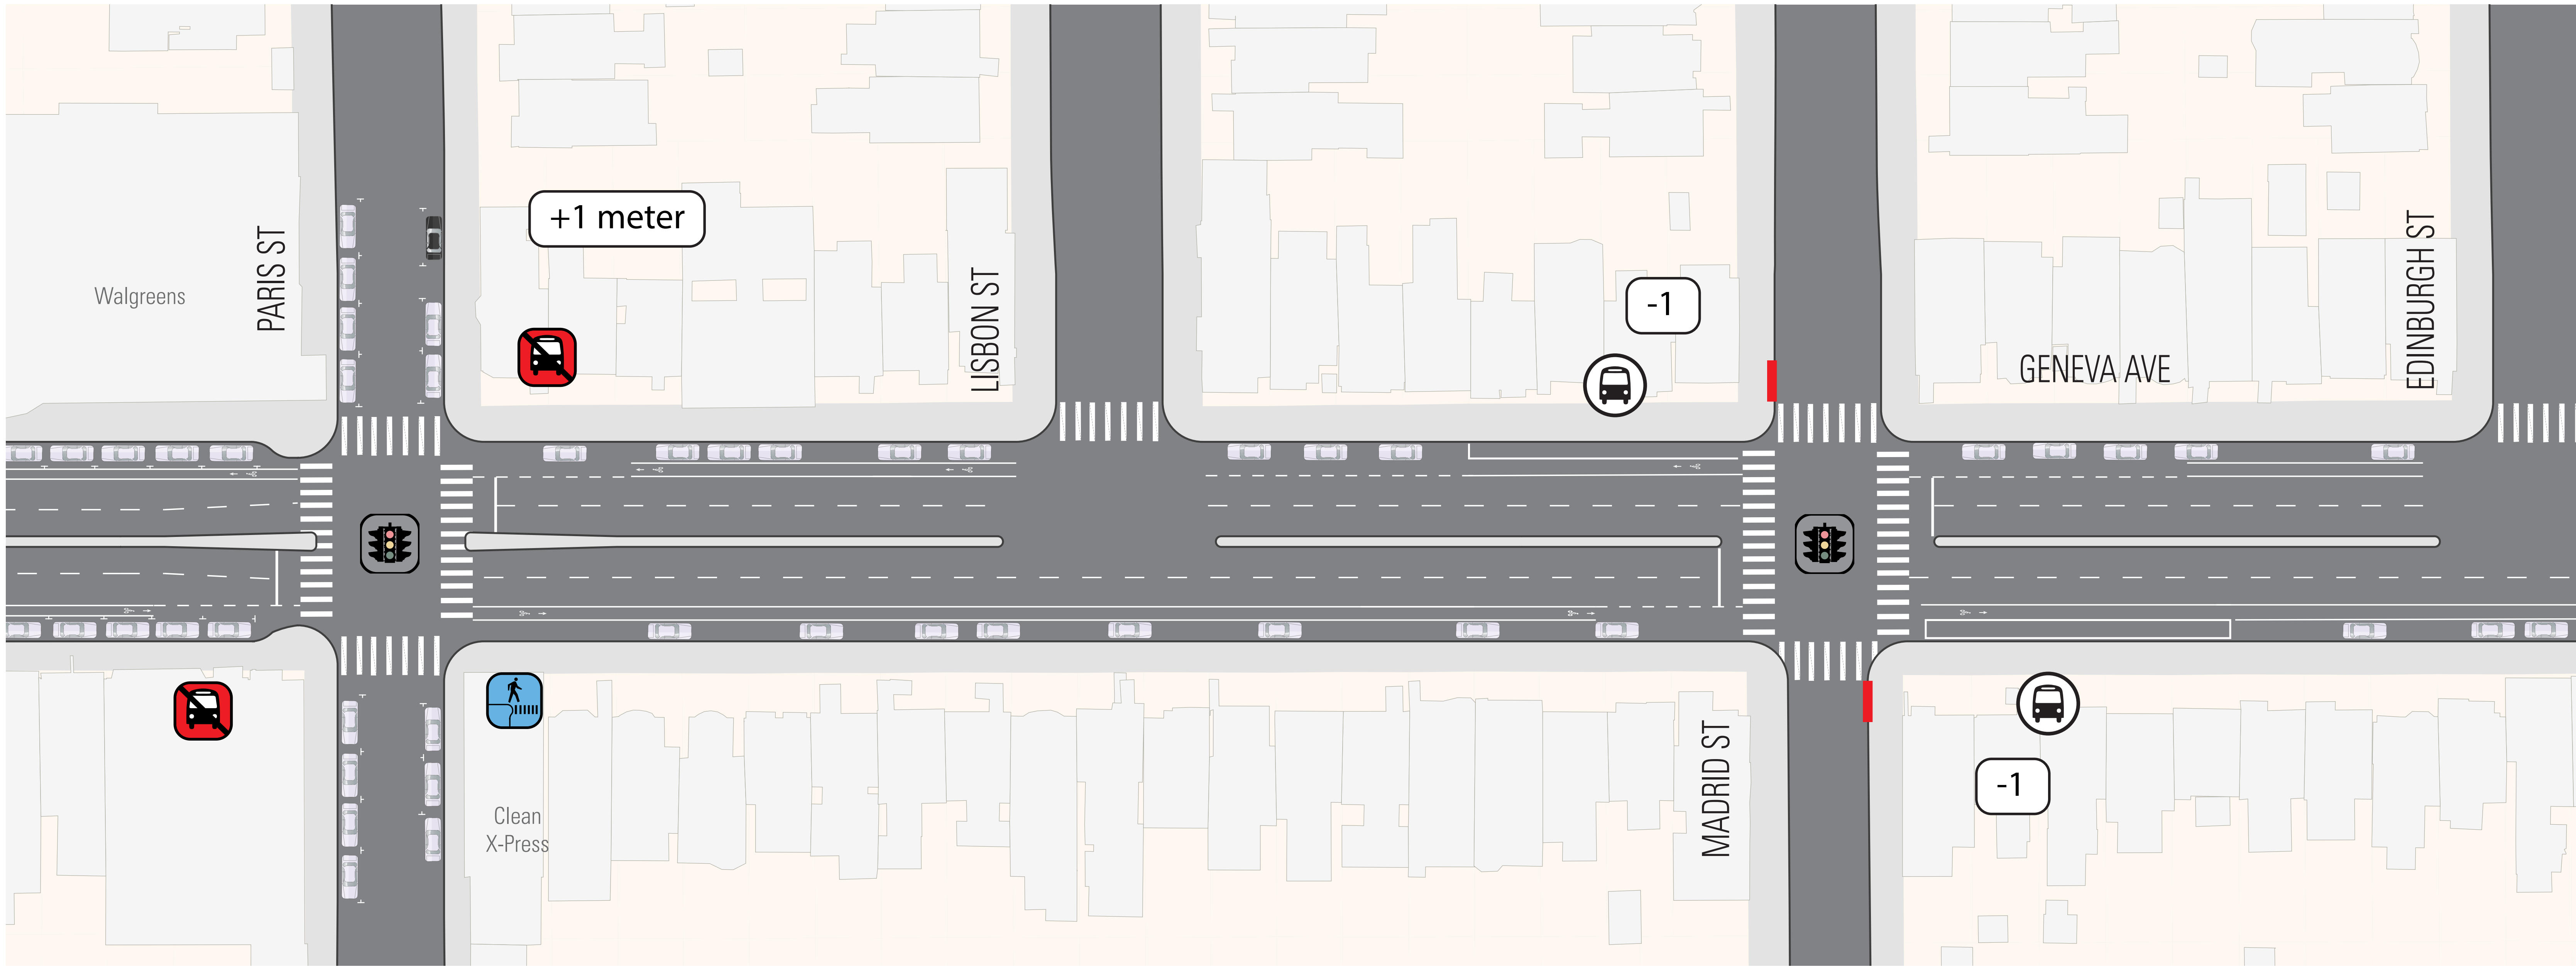 +1 meter
PARIS ST
Walgreens
LISBON ST
-1
GENEVA AVE
EDINBURGH ST
Clean
X-Press
MADRID ST
-1